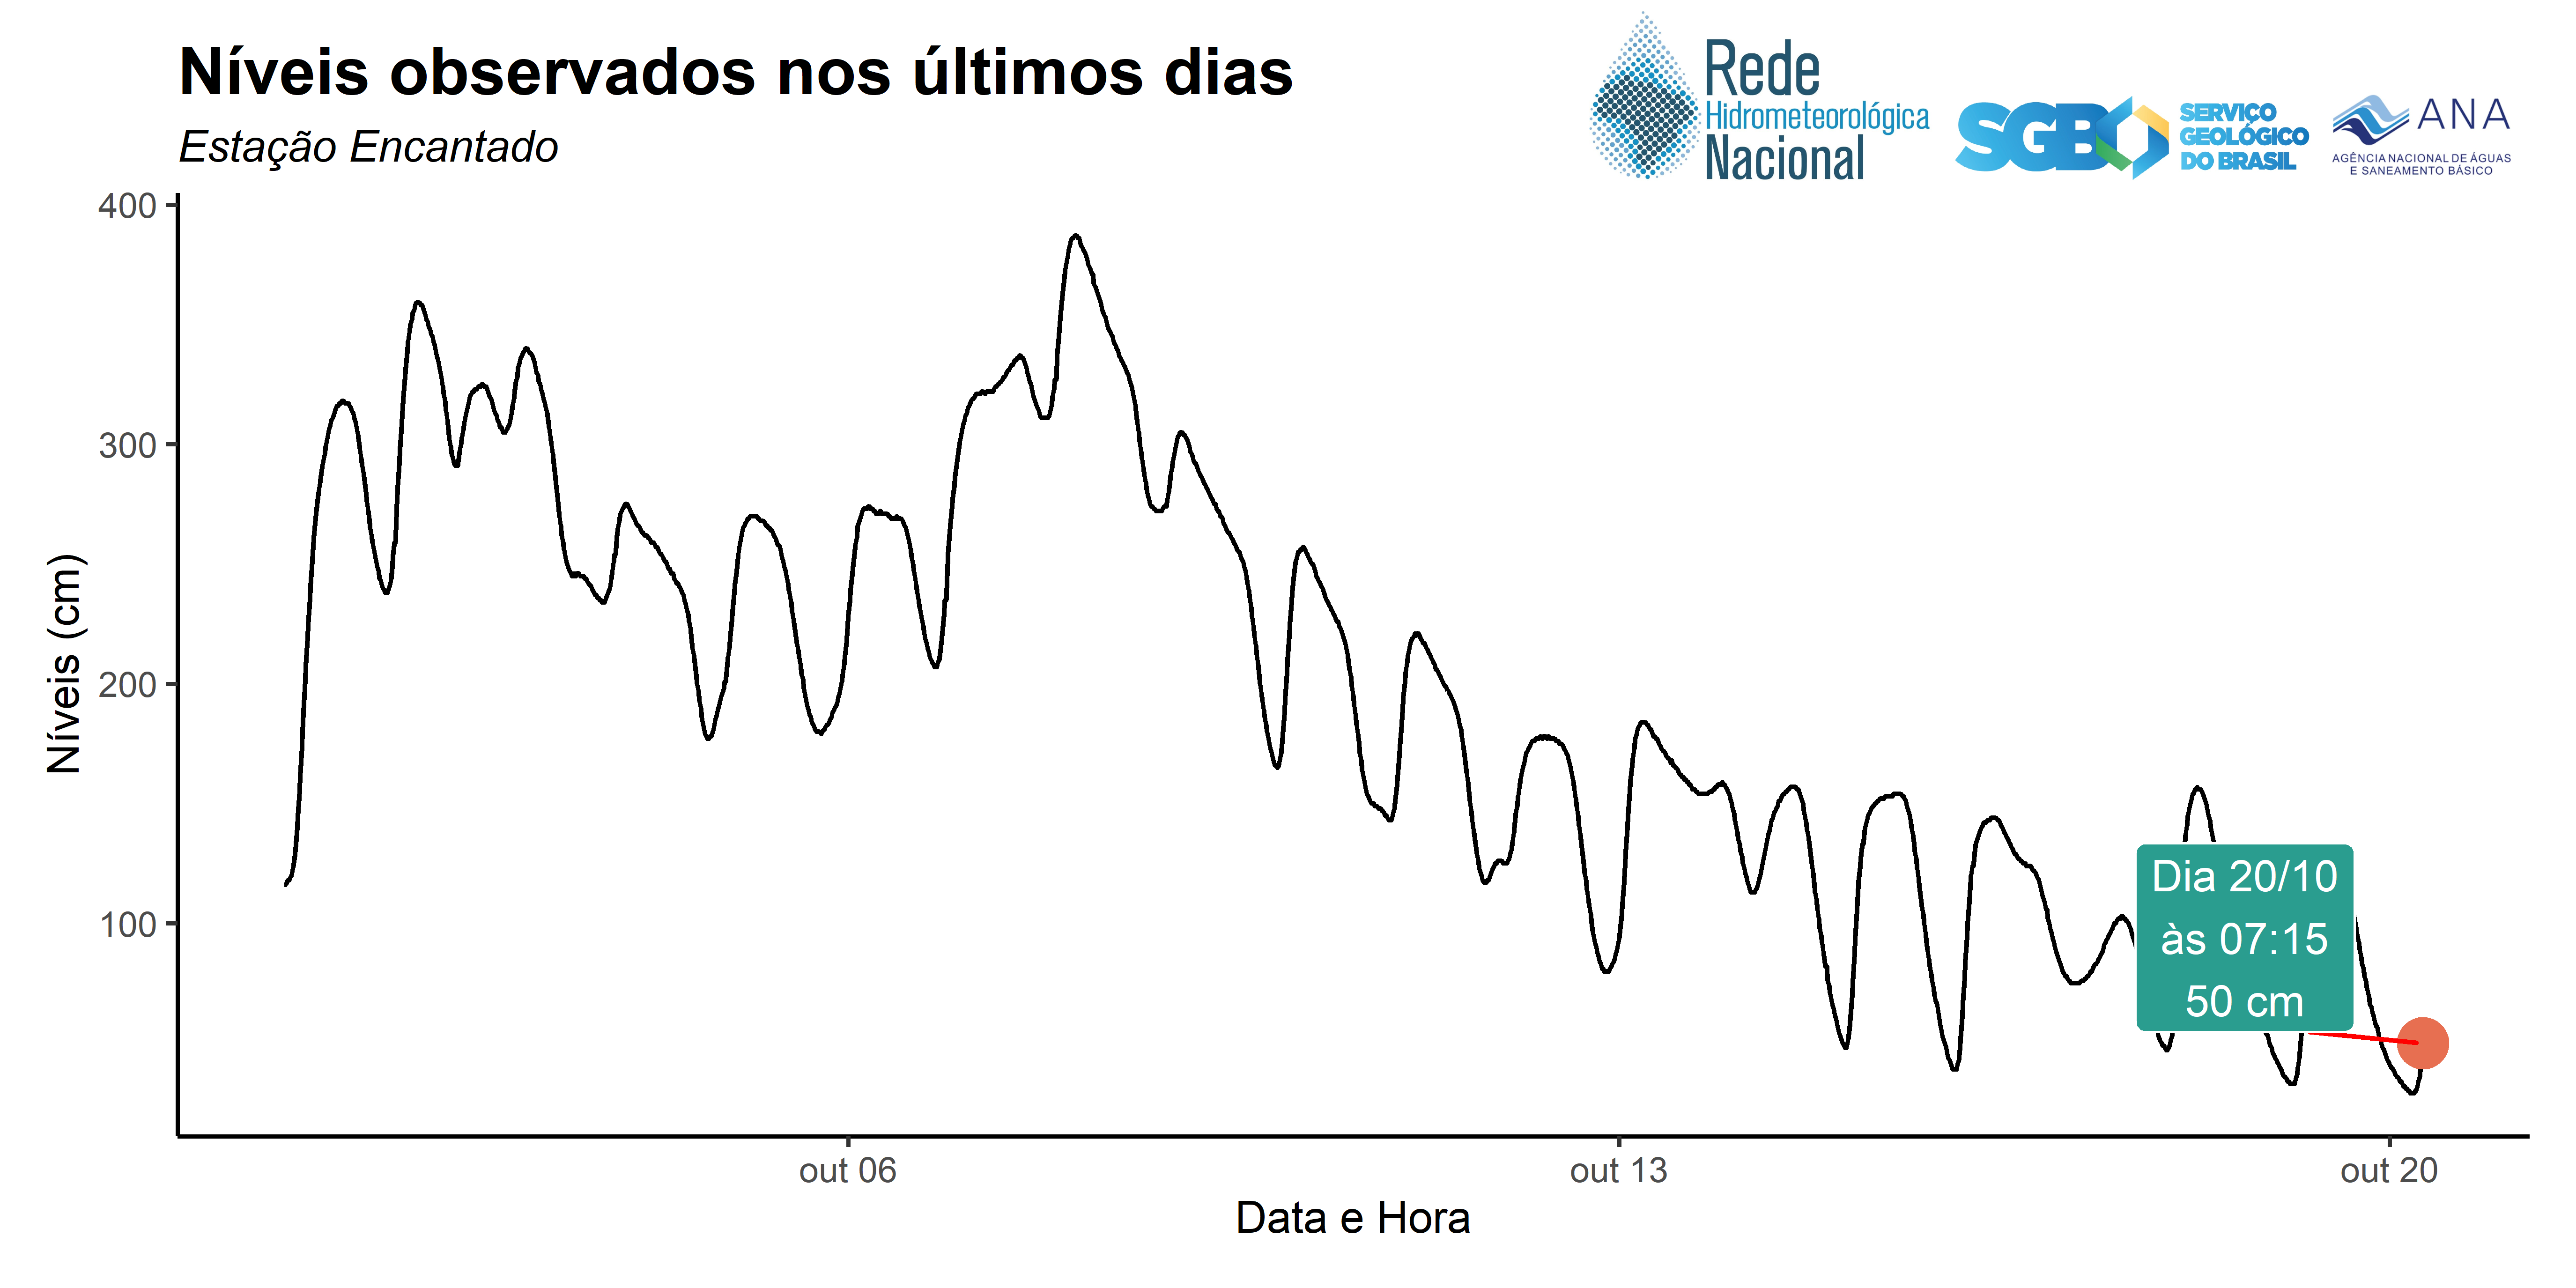 Níveis observados nos últimos dias
Estação Encantado
Rede
Hidrometeorológica
Nacional
SGB
SERVIÇO
GEOLÓGICO
DO BRASIL
ANA
AGÊNCIA NACIONAL DE ÁGUAS
E SANEAMENTO BÁSICO
400
300
200
100
Níveis (cm)
Dia 20/10
às 07:15
50 cm
out 06
out 13
out 20
Data e Hora